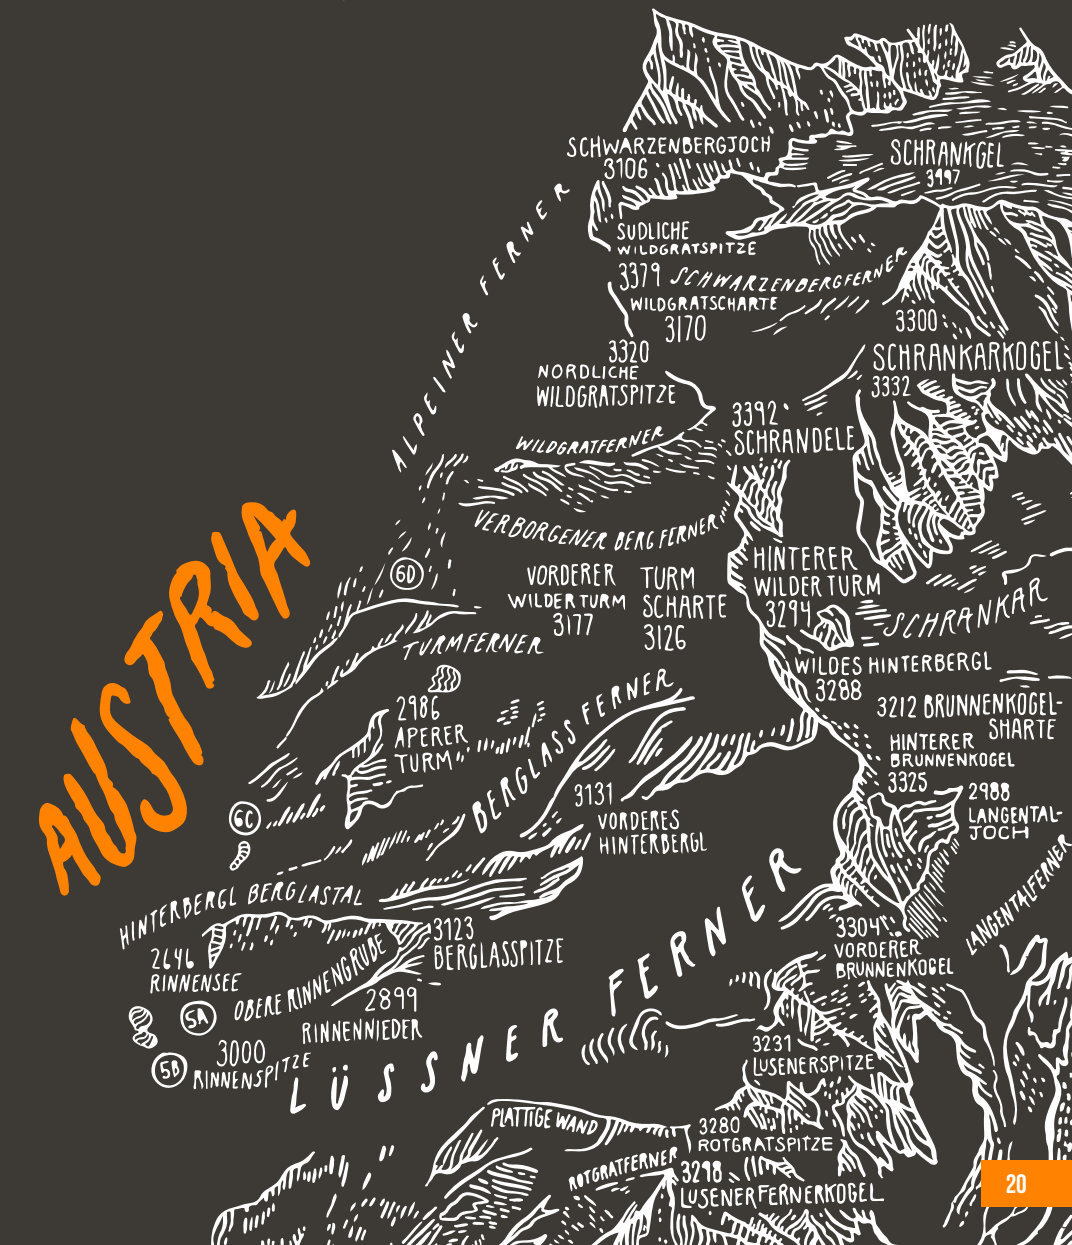 SCHWARZENBERGJOCH
3106
SCHRANKGEL
3497
ALPEINER FERNER
SUDLICHE
WILDGRATSPITZE
3379
SCHWARZENBERGFERNER
WILDGRATSCHARTE
3170
3300
3320
NORDLICHE
WILDGRATSPITZE
SCHRANKARKOGEL
3332
3392
SCHRANDELE
WILDGRATFERNER
VERBORGENER BERG FERNER
AUSTRIA
6D
VORDERER
WILDER TURM
3177
TURM
SCHARTE
3126
HINTERER
WILDER TURM
3294
SCHRANKAR
TURMFERNER
WILDES HINTERBERGL
3288
2986
APERER
TURM
BERGLASS FERNER
3212 BRUNNENKOGEL-
SHARTE
HINTERER
BRUNNENKOGEL
3325
2988
LANGENTAL-
JOCH
3131
VORDERES
HINTERBERGL
6C
LANGENTALFERNER
HINTERBERGL BERGLASTAL
3123
BERGLASSPITZE
3304
VORDERER
BRUNNENKOGEL
2646
RINNENSEE
OBERE RINNENGRUBE
2899
RINNENNIEDER
5A
3000
RINNENSPITZE
5B
LÜSSNER FERNER
3231
LUSENERSPITZE
PLATTIGE WAND
3280
ROTGRATSPITZE
ROTGRATFERNER
3298
LUSENERFERNERKOGEL
20